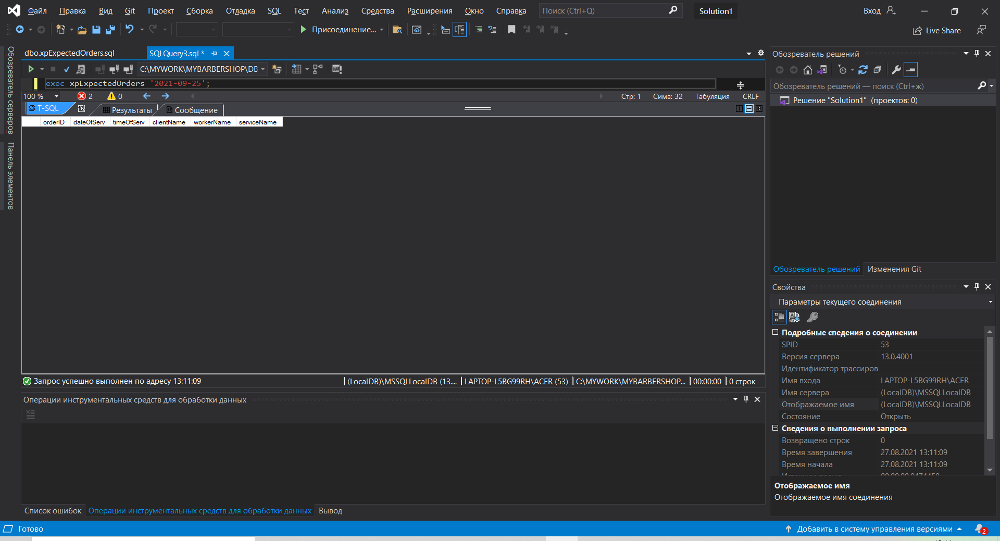 Файл Правка Вид Git Проект Сборка Отладка SQL Тест Анализ Средства Расширения Окно Справка Поиск (Ctrl+Q) Solution1 Вход
Присоединение... Live Share
Обозреватель серверов
Панель элементов
dbo.xpExpectedOrders.sql SQLQuery3.sql *
C:\MYWORK\MYBARBERSHOP\DB
exec xpExpectedOrders '2021-09-25';
100 % 2 0 Стр: 1 Симв: 32 Табуляция CRLF
T-SQL Результаты Сообщение
orderID dateOfServ timeOfServ clientName workerName serviceName
Запрос успешно выполнен по адресу 13:11:09 (LocalDB)\MSSQLLocalDB (13.... LAPTOP-L5BG99RH\ACER (53) C:\MYWORK\MYBARBERSHOP... 00:00:00 0 строк
Операции инструментальных средств для обработки данных
Список ошибок Операции инструментальных средств для обработки данных Вывод
Обозреватель решений
Обозреватель решений — поиск (Ctrl+ж)
Решение "Solution1" (проектов: 0)
Обозреватель решений Изменения Git
Свойства
Параметры текущего соединения
Подробные сведения о соединении
SPID 53
Версия сервера 13.0.4001
Идентификатор трассиров
Имя входа LAPTOP-L5BG99RH\ACER
Имя сервера (LocalDB)\MSSQLLocalDB
Отображаемое имя (LocalDB)\MSSQLLocalDB
Состояние Открыть
Сведения о выполнении запроса
Возвращено строк 0
Время завершения 27.08.2021 13:11:09
Время начала 27.08.2021 13:11:09
Отображаемое имя
Отображаемое имя соединения
Готово Добавить в систему управления версиями 2